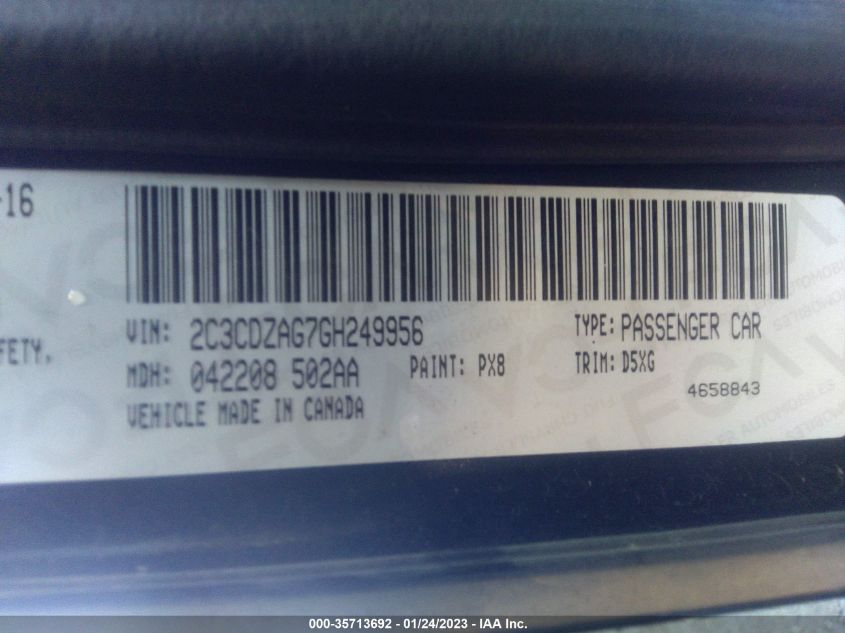 -16
VIN: 2C3CDZAG7GH249956 TYPE: PASSENGER CAR
FETY,
MDH: 042208 502AA PAINT: PX8 TRIM: D5XG
4658843
VEHICLE MADE IN CANADA
000-35713692 - 01/24/2023 - IAA Inc.